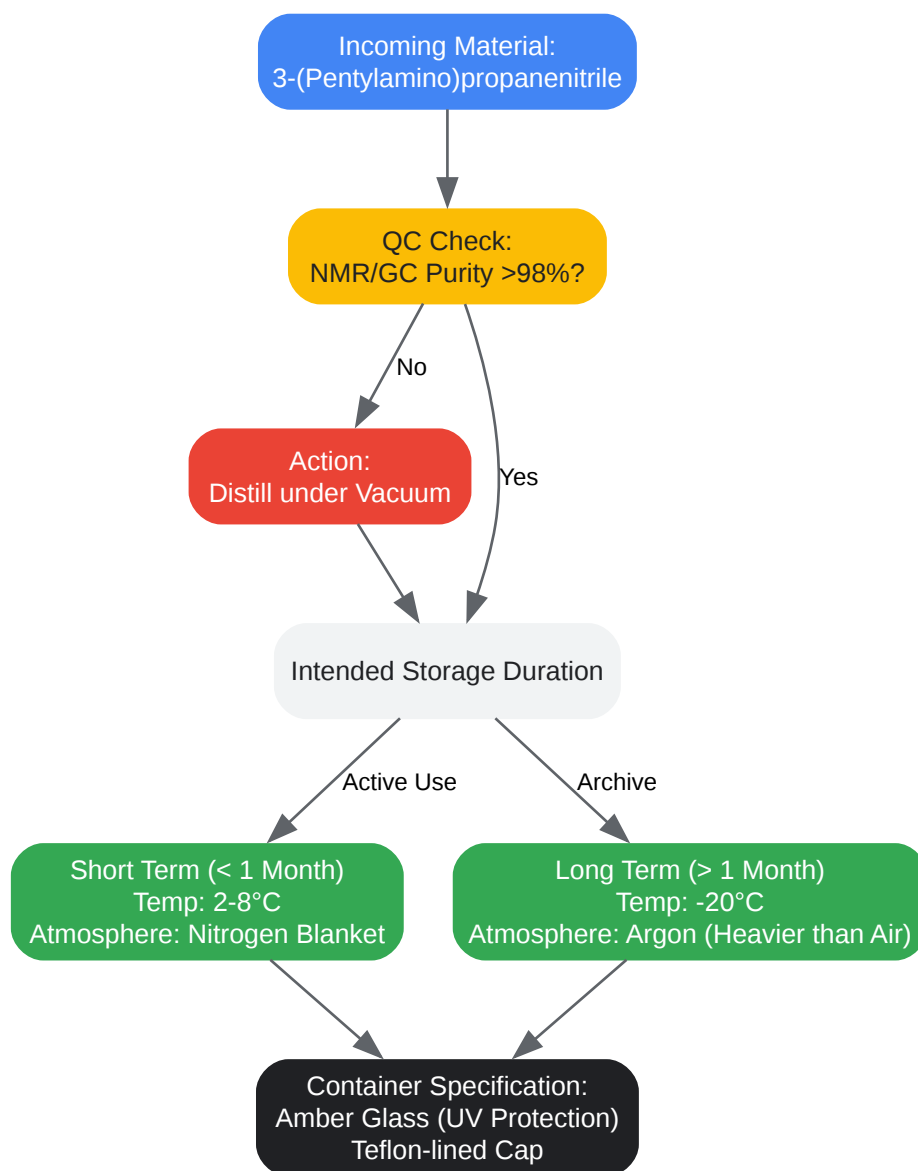 Incoming Material:
3-(Pentylamino)propanenitrile
QC Check:
NMR/GC Purity >98%?
No
Action:
Distill under Vacuum
Yes
Intended Storage Duration
Active Use
Archive
Short Term (< 1 Month)
Temp: 2-8°C
Atmosphere: Nitrogen Blanket
Long Term (> 1 Month)
Temp: -20°C
Atmosphere: Argon (Heavier than Air)
Container Specification:
Amber Glass (UV Protection)
Teflon-lined Cap